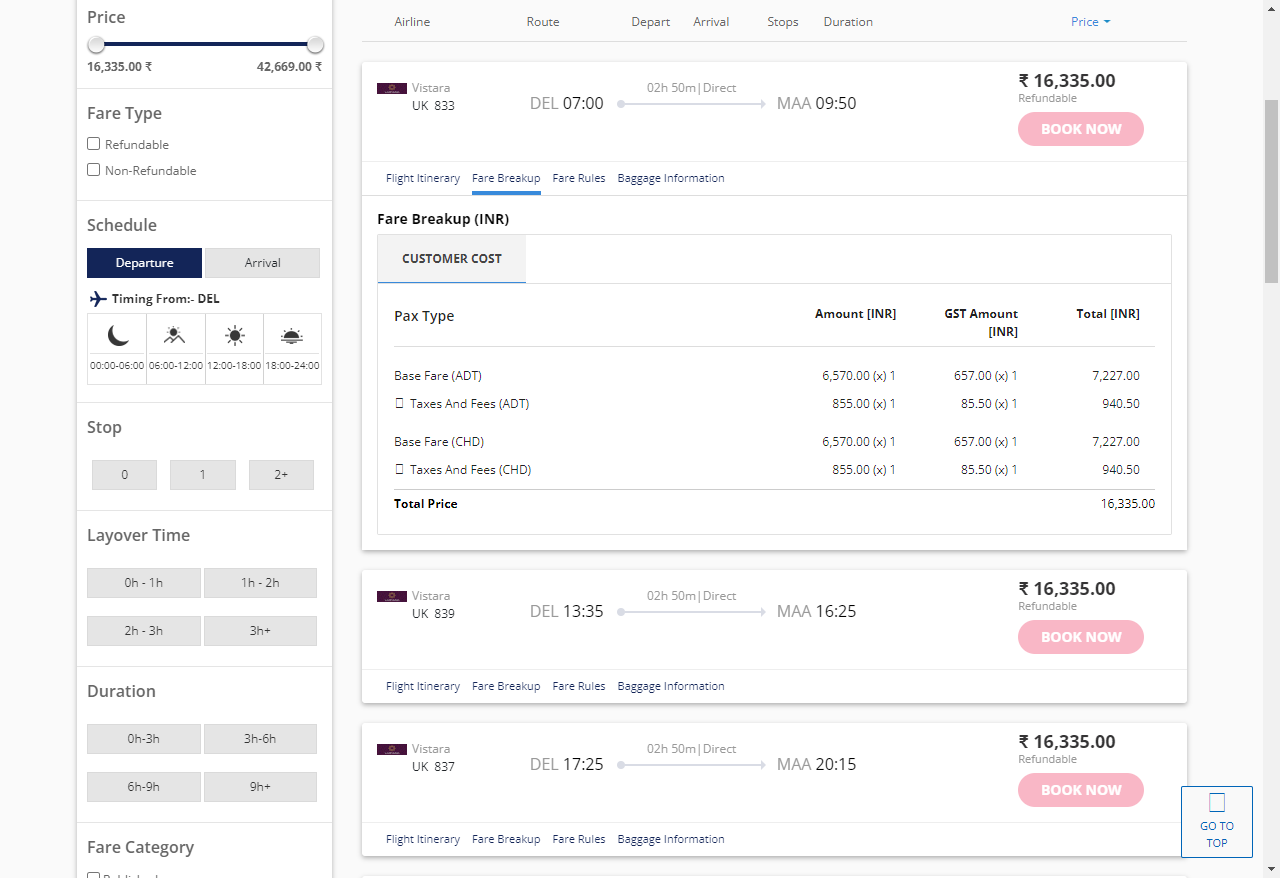 Price
16,335.00 ₹ 42,669.00 ₹
Fare Type
Refundable
Non-Refundable
Schedule
Departure Arrival
Timing From:- DEL
00:00-06:00 06:00-12:00 12:00-18:00 18:00-24:00
Stop
0 1 2+
Layover Time
0h - 1h 1h - 2h
2h - 3h 3h+
Duration
0h-3h 3h-6h
6h-9h 9h+
Fare Category
Airline Route Depart Arrival Stops Duration Price
Vistara 02h 50m|Direct ₹ 16,335.00
UK 833 DEL 07:00 MAA 09:50 Refundable
BOOK NOW
Flight Itinerary Fare Breakup Fare Rules Baggage Information
Fare Breakup (INR)
CUSTOMER COST
Pax Type Amount [INR] GST Amount Total [INR]
[INR]
Base Fare (ADT) 6,570.00 (x) 1 657.00 (x) 1 7,227.00
Taxes And Fees (ADT) 855.00 (x) 1 85.50 (x) 1 940.50
Base Fare (CHD) 6,570.00 (x) 1 657.00 (x) 1 7,227.00
Taxes And Fees (CHD) 855.00 (x) 1 85.50 (x) 1 940.50
Total Price 16,335.00
Vistara 02h 50m|Direct ₹ 16,335.00
UK 839 DEL 13:35 MAA 16:25 Refundable
BOOK NOW
Flight Itinerary Fare Breakup Fare Rules Baggage Information
Vistara 02h 50m|Direct ₹ 16,335.00
UK 837 DEL 17:25 MAA 20:15 Refundable
BOOK NOW
Flight Itinerary Fare Breakup Fare Rules Baggage Information
GO TO
TOP